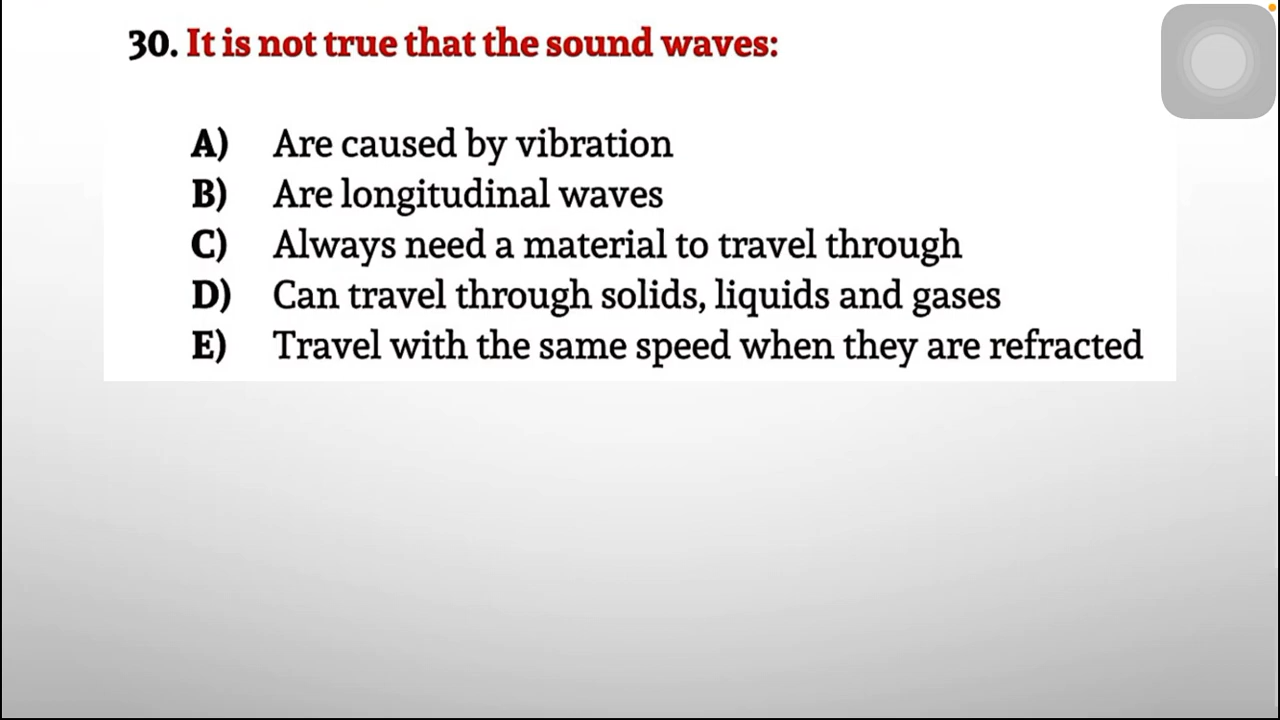 30. It is not true that the sound waves:
A) Are caused by vibration
B) Are longitudinal waves
C) Always need a material to travel through
D) Can travel through solids, liquids and gases
E) Travel with the same speed when they are refracted